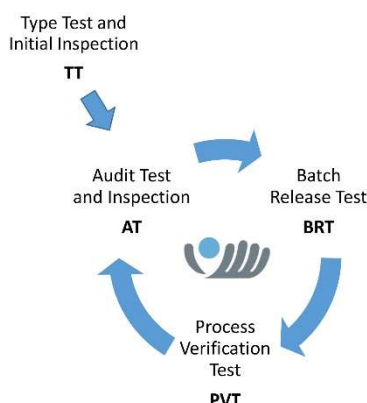 Type Test and
Initial Inspection
TT
Audit Test
and Inspection
AT
Batch
Release Test
BRT
Process
Verification
Test
PVT